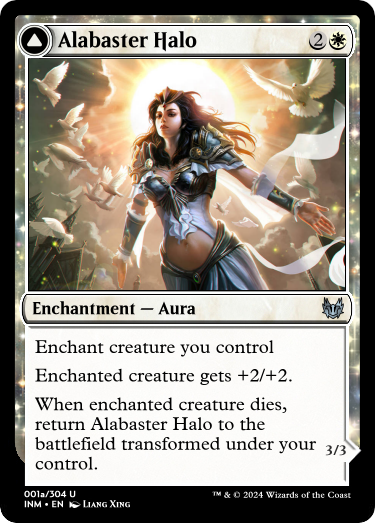 Alabaster Halo 2
Enchantment — Aura
Enchant creature you control
Enchanted creature gets +2/+2.
When enchanted creature dies,
return Alabaster Halo to the
battlefield transformed under your
control.
3/3
001a/304 U
INM • EN Liang Xing
™ & © 2024 Wizards of the Coast